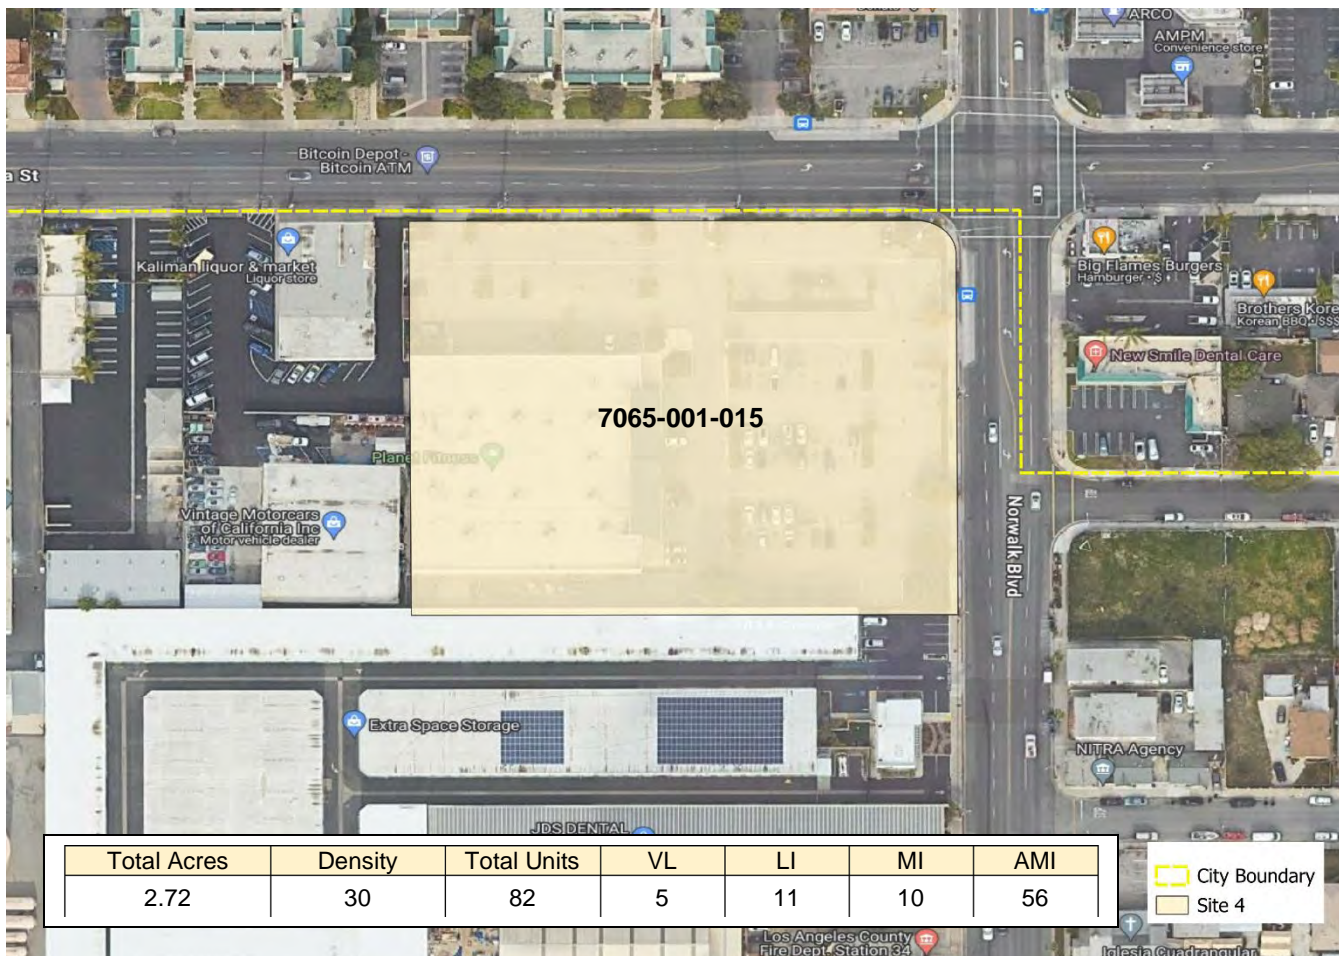 ARCO
AMPM
Convenience store
Bitcoin Depot -
Bitcoin ATM
a St
Kaliman liquor & market
Liquor store
Big Flames Burgers
Hamburger · $
Brothers Kore
Korean BBQ · $$$
New Smile Dental Care
7065-001-015
Planet Fitness
Vintage Motorcars
of California Inc
Motor vehicle dealer
Norwalk Blvd
Extra Space Storage
NITRA Agency
JDS DENTAL
Total Acres Density Total Units VL LI MI AMI
2.72 30 82 5 11 10 56
City Boundary
Site 4
Los Angeles County
Fire Dept. Station 34
Iglesia Cuadrangular